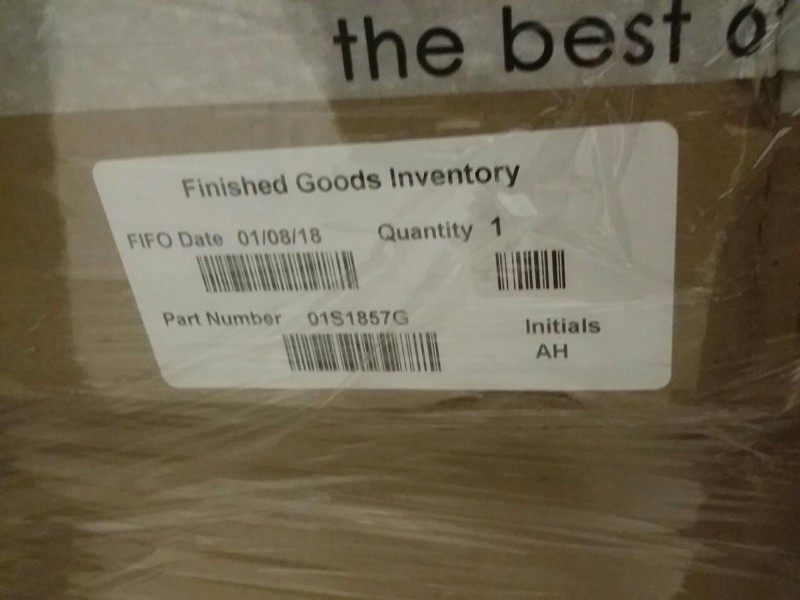 the best o
Finished Goods Inventory
FIFO Date 01/08/18 Quantity 1
Part Number 01S1857G
Initials
AH